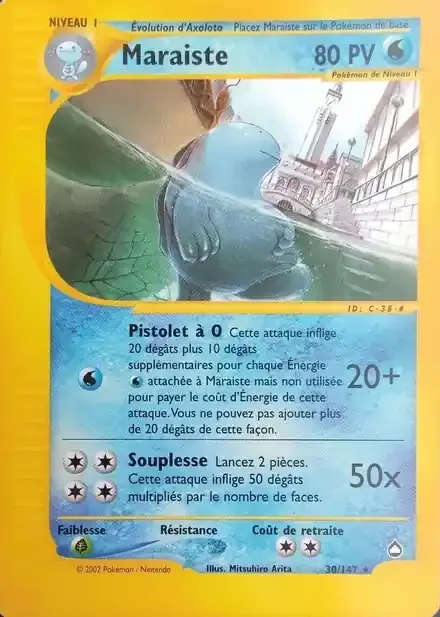 NIVEAU 1
Évolution d'Axoloto Placez Maraiste sur le Pokémon de base
Maraiste 80 PV
Pokémon de Niveau 1
ID: C-38-#
Pistolet à O Cette attaque inflige
20 dégâts plus 10 dégâts
supplémentaires pour chaque Énergie
attachée à Maraiste mais non utilisée
pour payer le coût d'Énergie de cette
attaque. Vous ne pouvez pas ajouter plus
de 20 dégâts de cette façon.
20+
Souplesse Lancez 2 pièces.
Cette attaque inflige 50 dégâts
multipliés par le nombre de faces.
50x
Faiblesse Résistance Coût de retraite
© 2002 Pokémon / Nintendo Illus. Mitsuhiro Arita 30/147 ★